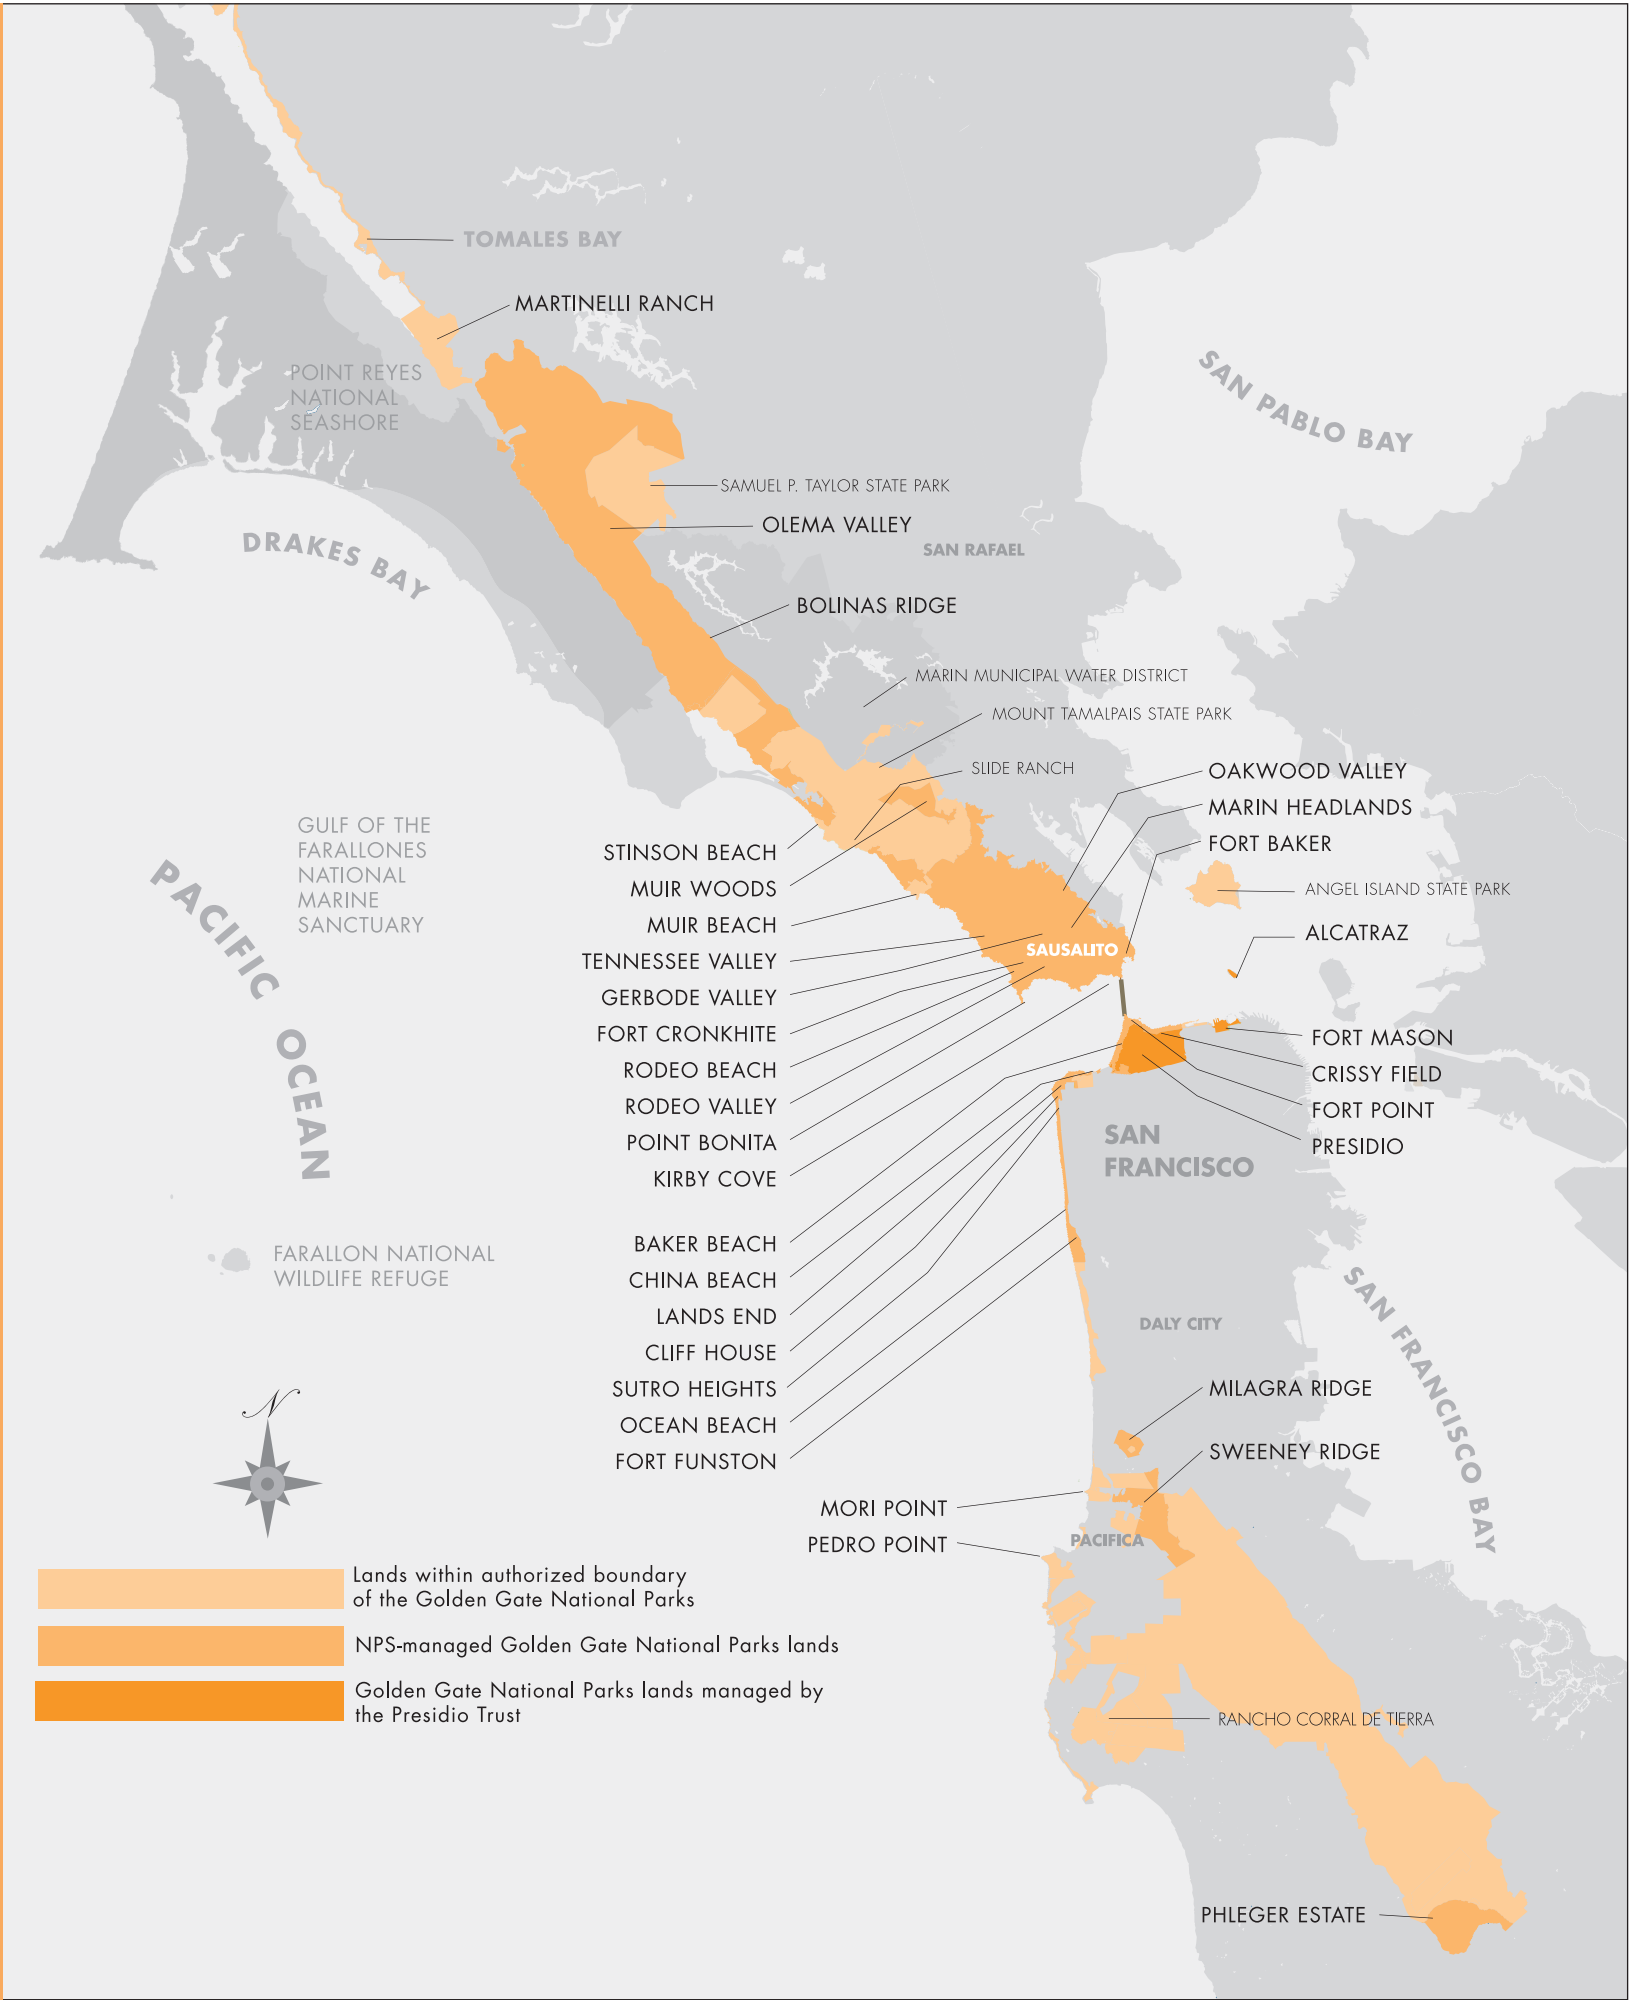 TOMALES BAY
MARTINELLI RANCH
POINT REYES
NATIONAL
SEASHORE
SAN PABLO BAY
SAMUEL P. TAYLOR STATE PARK
OLEMA VALLEY
DRAKES BAY
SAN RAFAEL
BOLINAS RIDGE
MARIN MUNICIPAL WATER DISTRICT
MOUNT TAMALPAIS STATE PARK
SLIDE RANCH
OAKWOOD VALLEY
MARIN HEADLANDS
FORT BAKER
ANGEL ISLAND STATE PARK
ALCATRAZ
GULF OF THE
FARALLONES
NATIONAL
MARINE
SANCTUARY
PACIFIC OCEAN
STINSON BEACH
MUIR WOODS
MUIR BEACH
TENNESSEE VALLEY
GERBODE VALLEY
FORT CRONKHITE
RODEO BEACH
RODEO VALLEY
POINT BONITA
KIRBY COVE
SAUSALITO
FORT MASON
CRISSY FIELD
FORT POINT
PRESIDIO
SAN
FRANCISCO
BAKER BEACH
CHINA BEACH
LANDS END
CLIFF HOUSE
SUTRO HEIGHTS
OCEAN BEACH
FORT FUNSTON
FARALLON NATIONAL
WILDLIFE REFUGE
DALY CITY
SAN FRANCISCO BAY
MILAGRA RIDGE
SWEENEY RIDGE
MORI POINT
PEDRO POINT
PACIFICA
N
Lands within authorized boundary
of the Golden Gate National Parks
NPS-managed Golden Gate National Parks lands
Golden Gate National Parks lands managed by
the Presidio Trust
RANCHO CORRAL DE TIERRA
PHLEGER ESTATE